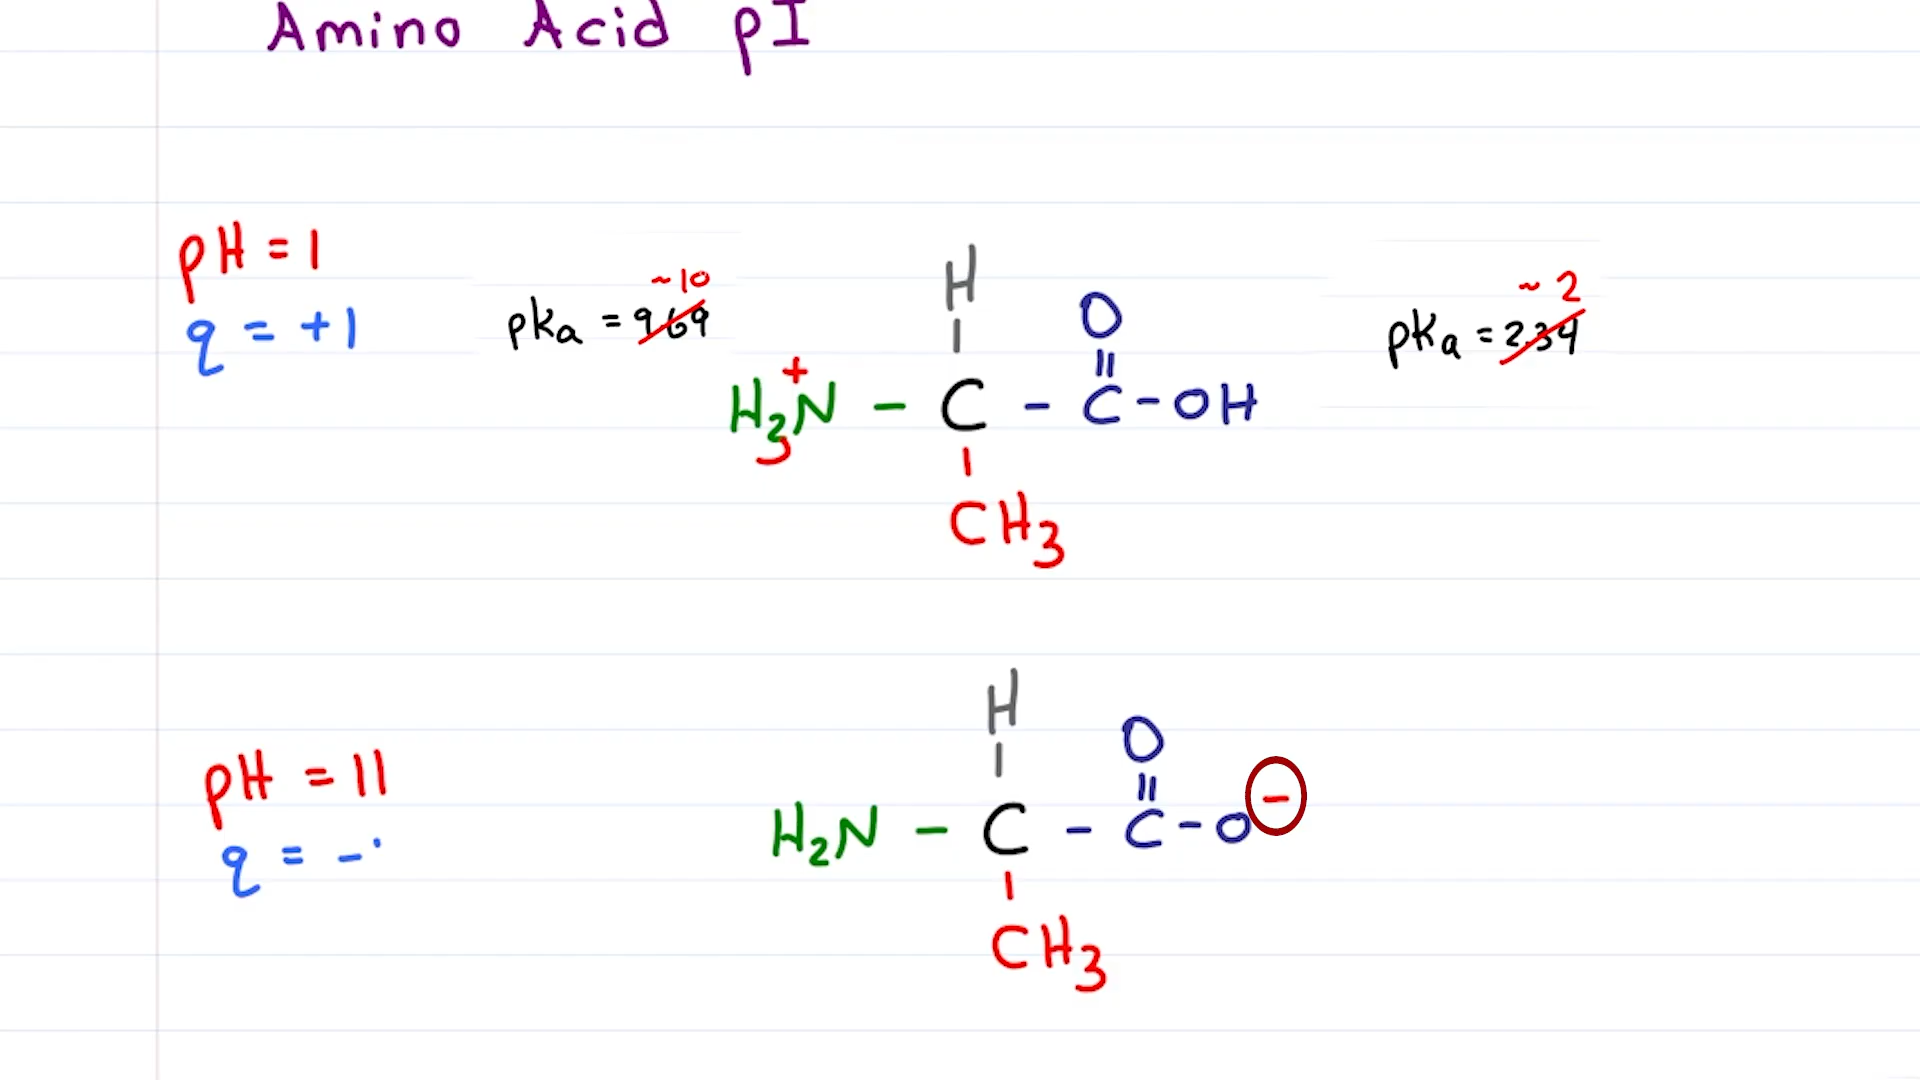 Amino Acid pI
pH = 1
q = +1
~10
pka = 9.69
~ 2
pka = 2.34
H
O
+
H3N - C - C - OH
CH3
pH = 11
q = -
H
O
H2N - C - C - O -
CH3